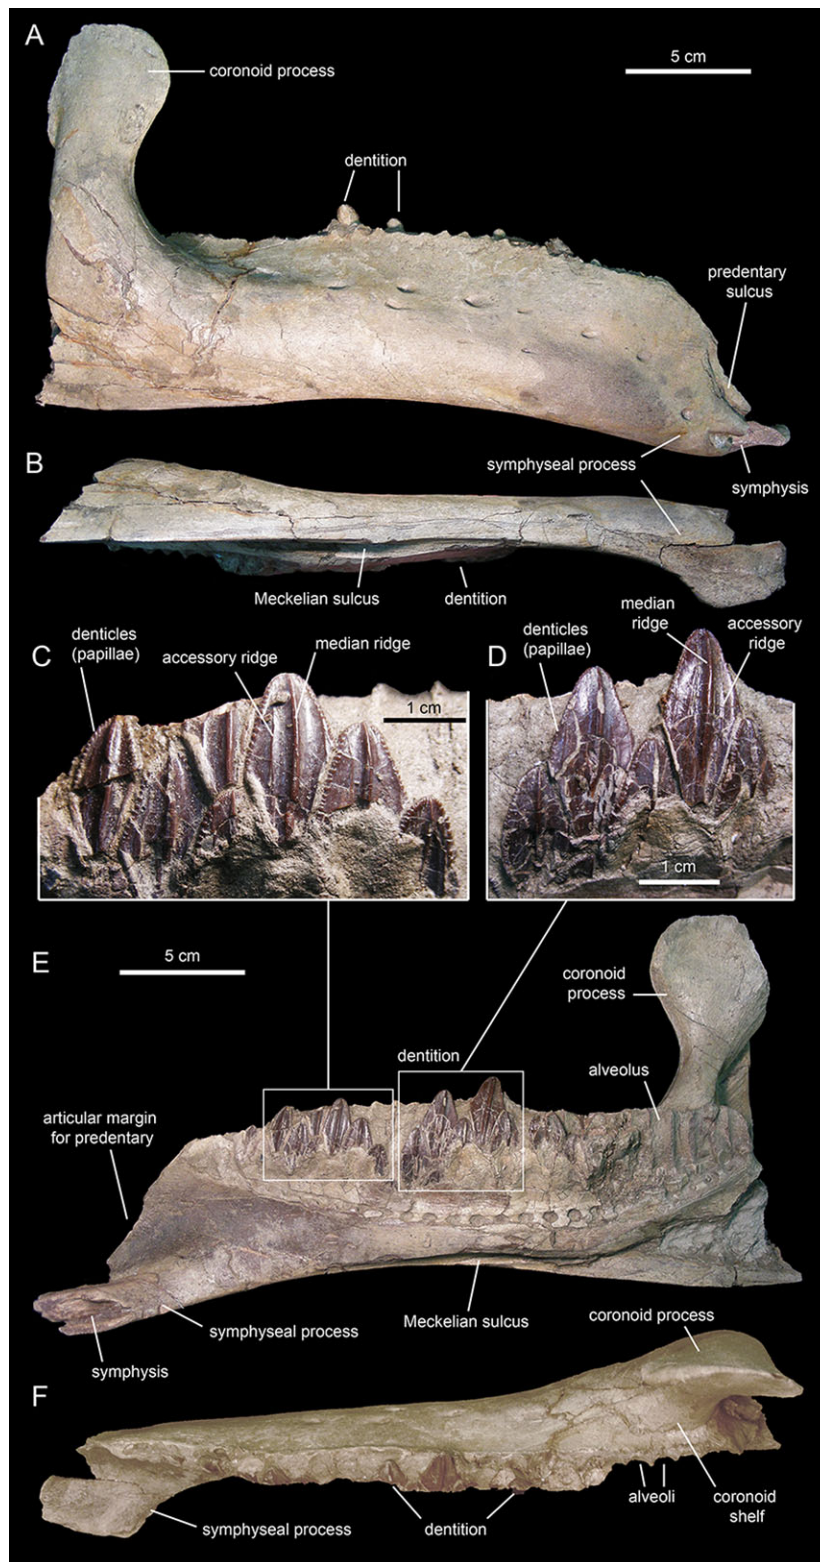 A
coronoid process
5 cm
dentition
predentary
sulcus
symphyseal process
symphysis
B
Meckelian sulcus
dentition
C
denticles
(papillae)
accessory ridge
median ridge
1 cm
D
denticles
(papillae)
median
ridge
accessory
ridge
1 cm
E
5 cm
coronoid
process
dentition
alveolus
articular margin
for predentary
Meckelian sulcus
symphyseal process
symphysis
coronoid process
F
symphyseal process
dentition
alveoli
coronoid
shelf